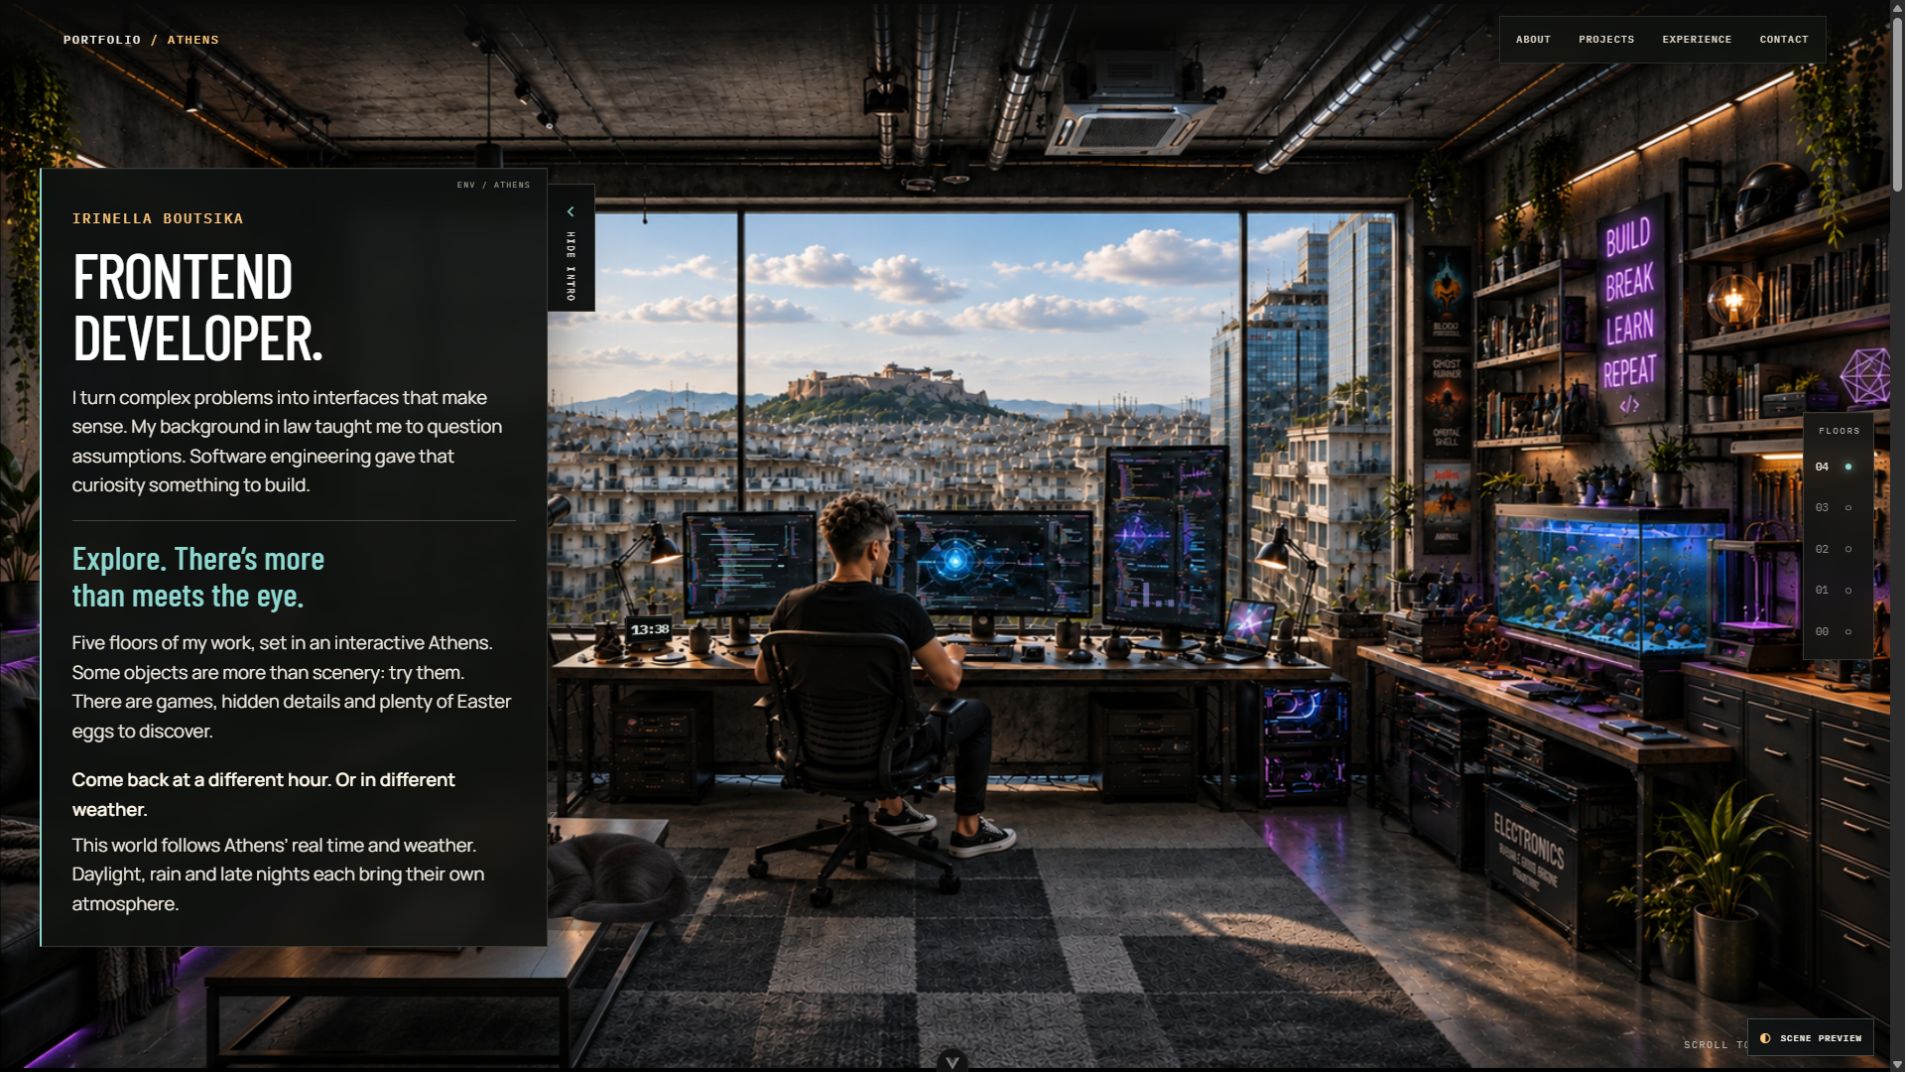 PORTFOLIO / ATHENS
ABOUT PROJECTS EXPERIENCE CONTACT
ENV / ATHENS
IRINELLA BOUTSIKA
FRONTEND
DEVELOPER.
I turn complex problems into interfaces that make
sense. My background in law taught me to question
assumptions. Software engineering gave that
curiosity something to build.
Explore. There’s more
than meets the eye.
Five floors of my work, set in an interactive Athens.
Some objects are more than scenery: try them.
There are games, hidden details and plenty of Easter
eggs to discover.
Come back at a different hour. Or in different
weather.
This world follows Athens’ real time and weather.
Daylight, rain and late nights each bring their own
atmosphere.
HIDE INTRO
13:38
BUILD
BREAK
LEARN
REPEAT
</>
GHOST
RUNNER
FLOORS
04
03
02
01
00
ELECTRONICS
SCROLL TO
SCENE PREVIEW